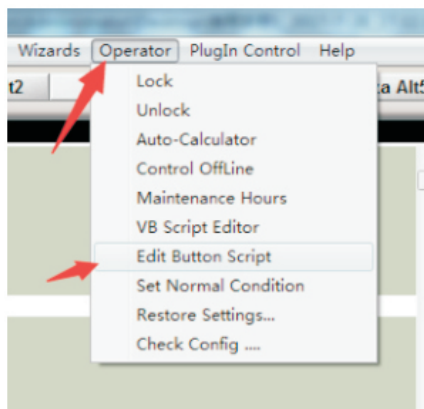 Wizards Operator PlugIn Control Help
t2
a Alt5
Lock
Unlock
Auto-Calculator
Control OffLine
Maintenance Hours
VB Script Editor
Edit Button Script
Set Normal Condition
Restore Settings...
Check Config ....